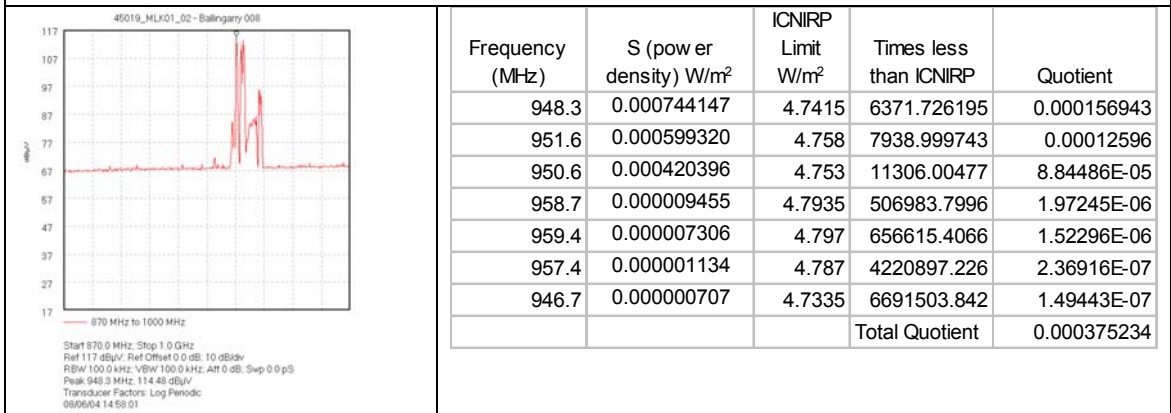 45019_MLK01_02 - Ballingarry 008
117
107
97
87
77
67
57
47
37
27
17
dBµV
870 MHz to 1000 MHz
Start 870.0 MHz; Stop 1.0 GHz
Ref 117 dBµV; Ref Offset 0.0 dB; 10 dB/div
RBW 100.0 kHz; VBW 100.0 kHz; Att 0 dB; Swp 0.0 pS
Peak 948.3 MHz, 114.48 dBµV
Transducer Factors: Log Periodic
08/06/04 14:58:01
Frequency (MHz) S (power density) W/m² ICNIRP Limit W/m² Times less than ICNIRP Quotient
948.3 0.000744147 4.7415 6371.726195 0.000156943
951.6 0.000599320 4.758 7938.999743 0.00012596
950.6 0.000420396 4.753 11306.00477 8.84486E-05
958.7 0.000009455 4.7935 506983.7996 1.97245E-06
959.4 0.000007306 4.797 656615.4066 1.52296E-06
957.4 0.000001134 4.787 4220897.226 2.36916E-07
946.7 0.000000707 4.7335 6691503.842 1.49443E-07
Total Quotient 0.000375234